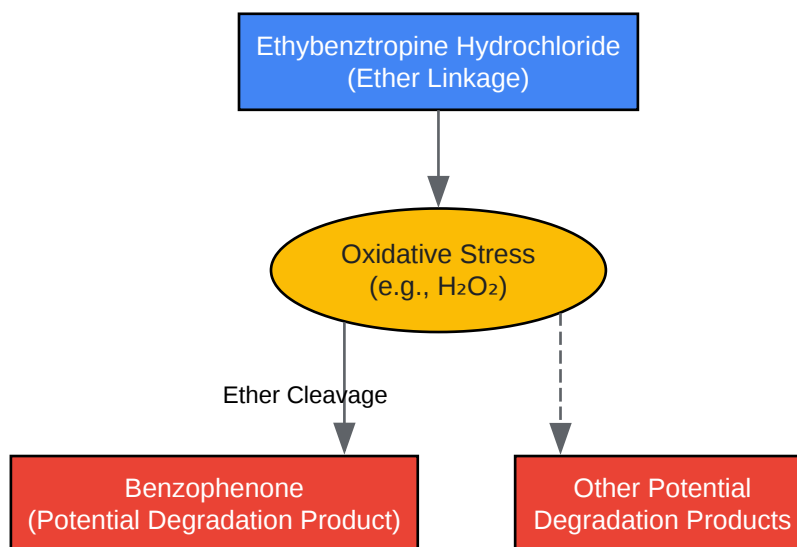 Ethybenztropine Hydrochloride
(Ether Linkage)
Oxidative Stress
(e.g., H₂O₂)
Ether Cleavage
Benzophenone
(Potential Degradation Product)
Other Potential
Degradation Products